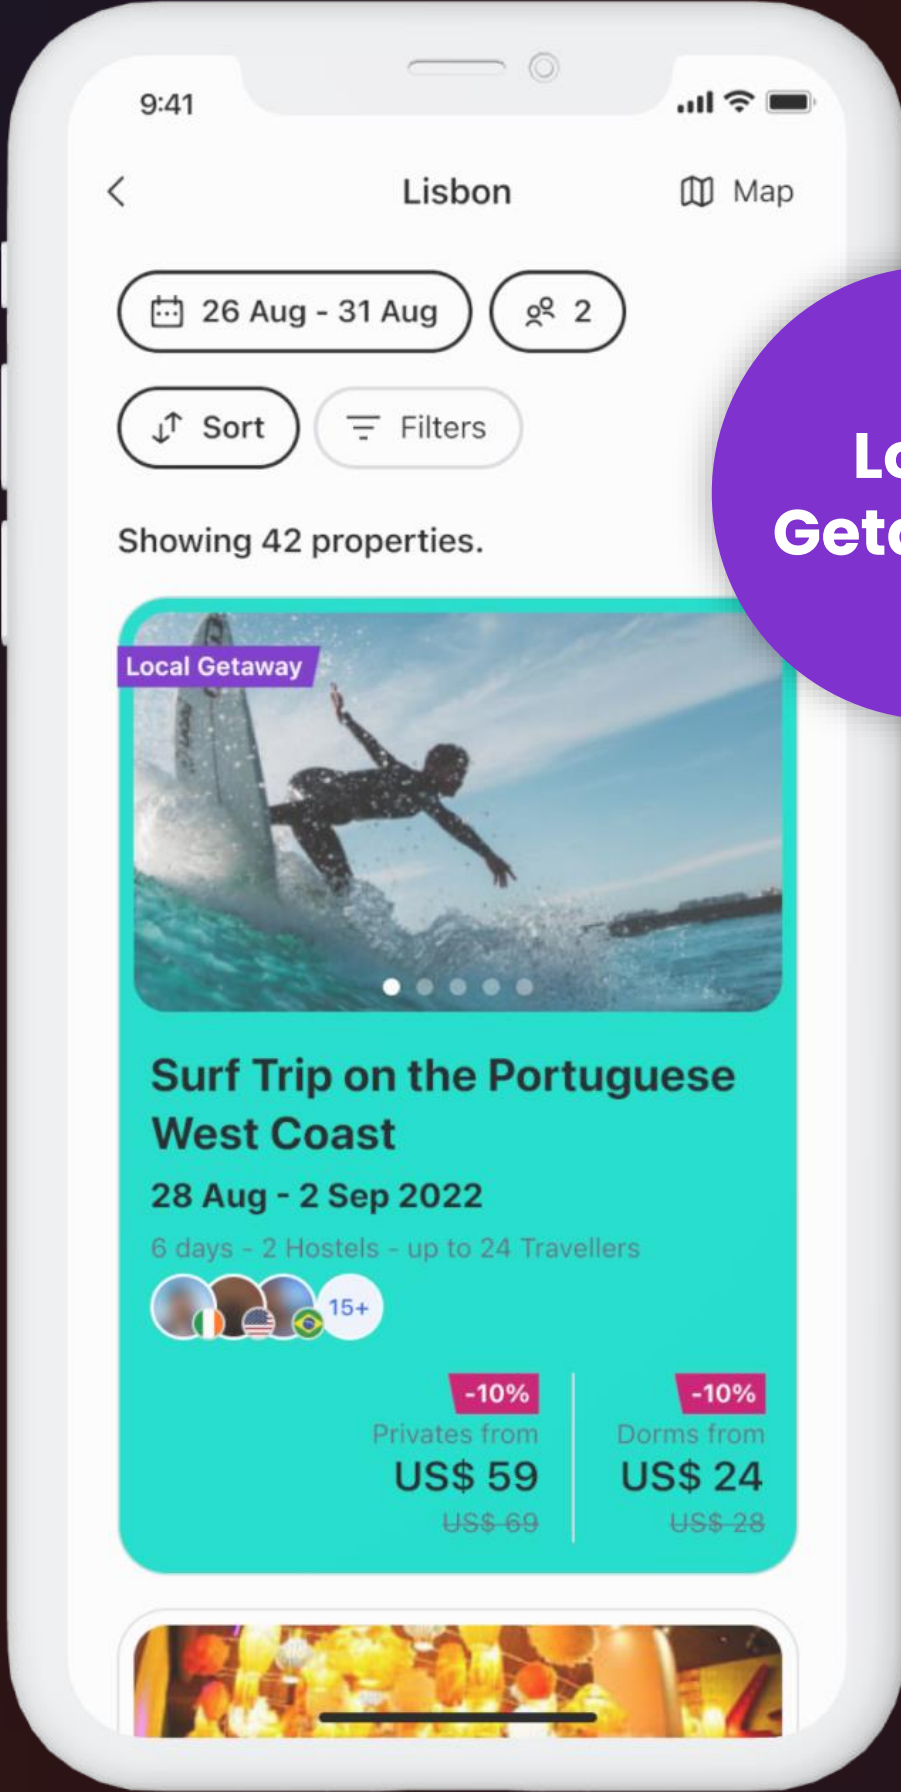 9:41
Lisbon
Map
26 Aug - 31 Aug
2
Sort
Filters
Showing 42 properties.
Local Getaway
Surf Trip on the Portuguese
West Coast
28 Aug - 2 Sep 2022
6 days - 2 Hostels - up to 24 Travellers
15+
-10%
Privates from
US$ 59
US$ 69
-10%
Dorms from
US$ 24
US$ 28